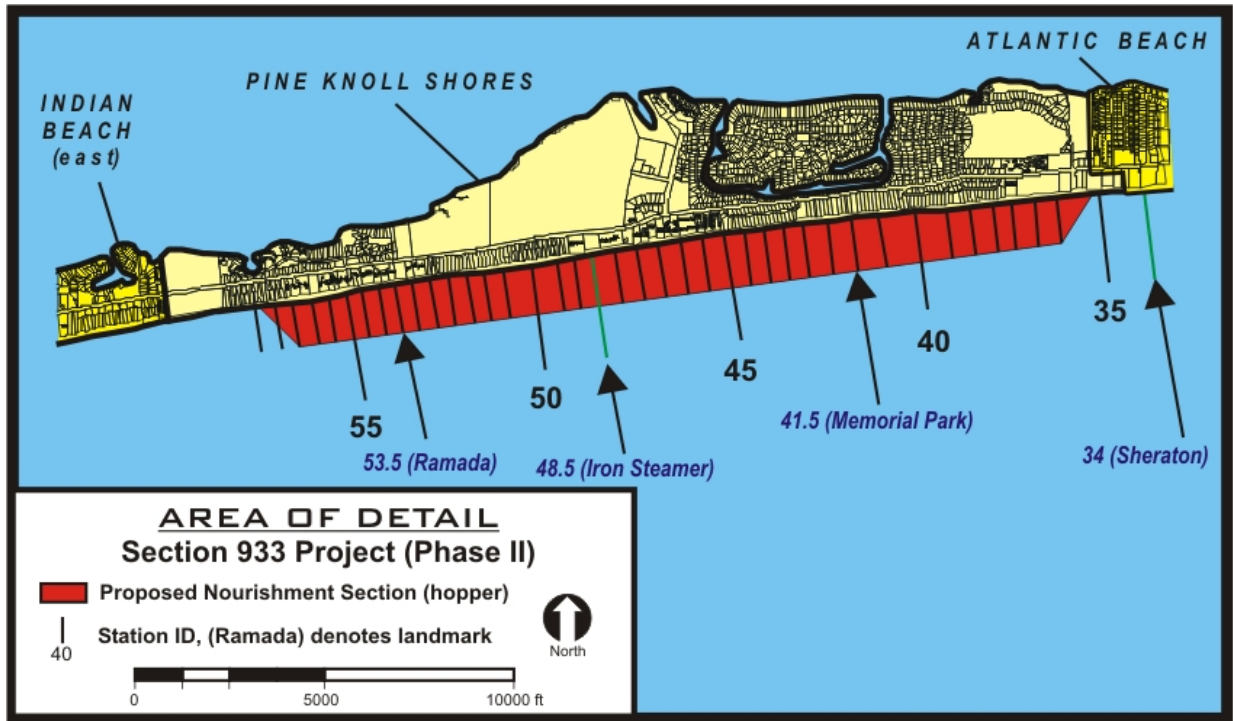 ATLANTIC BEACH
PINE KNOLL SHORES
INDIAN
BEACH
(east)
35
40
45
50
55
41.5 (Memorial Park)
34 (Sheraton)
53.5 (Ramada)
48.5 (Iron Steamer)
AREA OF DETAIL
Section 933 Project (Phase II)
Proposed Nourishment Section (hopper)
40
Station ID, (Ramada) denotes landmark
North
0
5000
10000 ft